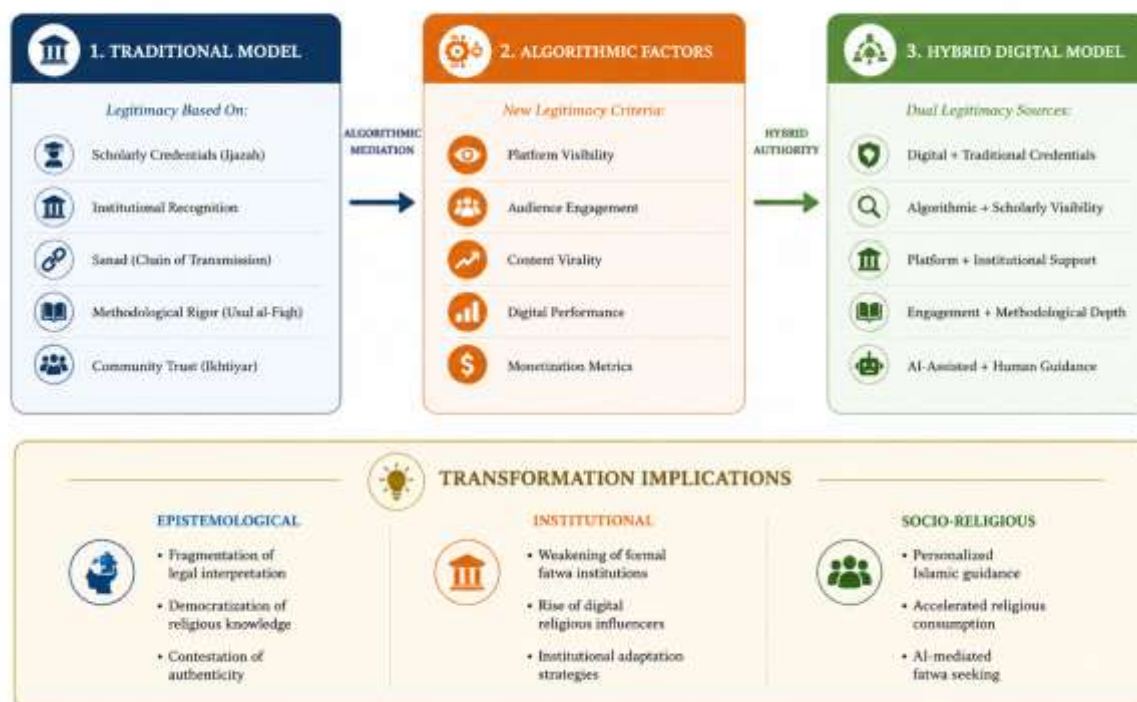 1. TRADITIONAL MODEL
Legitimacy Based On:
Scholarly Credentials (Ijazah)
Institutional Recognition
Sanad (Chain of Transmission)
Methodological Rigor (Usul al-Fiqh)
Community Trust (Ikhtiyar)
ALGORITHMIC
MEDIATION
2. ALGORITHMIC FACTORS
New Legitimacy Criteria:
Platform Visibility
Audience Engagement
Content Virality
Digital Performance
$
Monetization Metrics
HYBRID
AUTHORITY
3. HYBRID DIGITAL MODEL
Dual Legitimacy Sources:
Digital + Traditional Credentials
Algorithmic + Scholarly Visibility
Platform + Institutional Support
Engagement + Methodological Depth
AI-Assisted + Human Guidance
TRANSFORMATION IMPLICATIONS
EPISTEMOLOGICAL
• Fragmentation of
legal interpretation
• Democratization of
religious knowledge
• Contestation of
authenticity
INSTITUTIONAL
• Weakening of formal
fatwa institutions
• Rise of digital
religious influencers
• Institutional adaptation
strategies
SOCIO-RELIGIOUS
• Personalized
Islamic guidance
• Accelerated religious
consumption
• AI-mediated
fatwa seeking